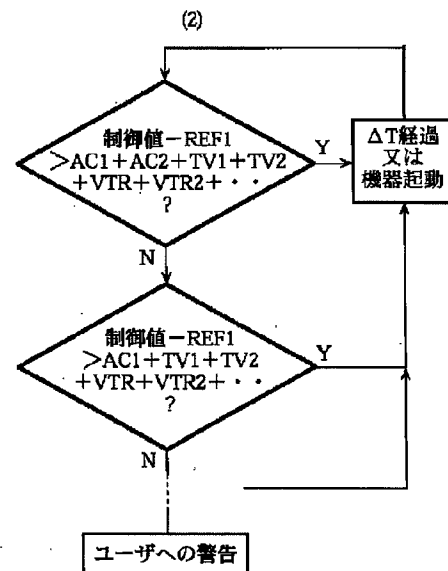 (2)
制御値－REF1
＞AC1＋AC2＋TV1＋TV2
＋VTR＋VTR2＋・・
?
Y
ΔT経過
又は
機器起動
N
制御値－REF1
＞AC1＋TV1＋TV2
＋VTR＋VTR2＋・・
?
Y
N
ユーザへの警告